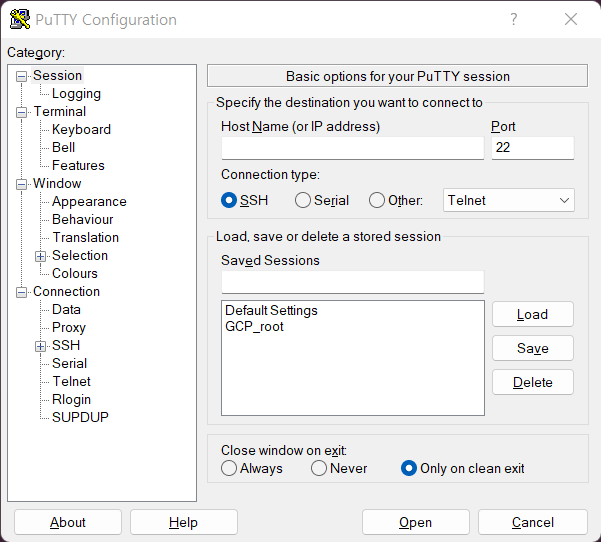 PuTTY Configuration
Category:
Session
Logging
Terminal
Keyboard
Bell
Features
Window
Appearance
Behaviour
Translation
Selection
Colours
Connection
Data
Proxy
SSH
Serial
Telnet
Rlogin
SUPDUP
Basic options for your PuTTY session
Specify the destination you want to connect to
Host Name (or IP address) Port
22
Connection type:
SSH Serial Other: Telnet
Load, save or delete a stored session
Saved Sessions
Default Settings
GCP_root
Load
Save
Delete
Close window on exit:
Always Never Only on clean exit
About Help Open Cancel